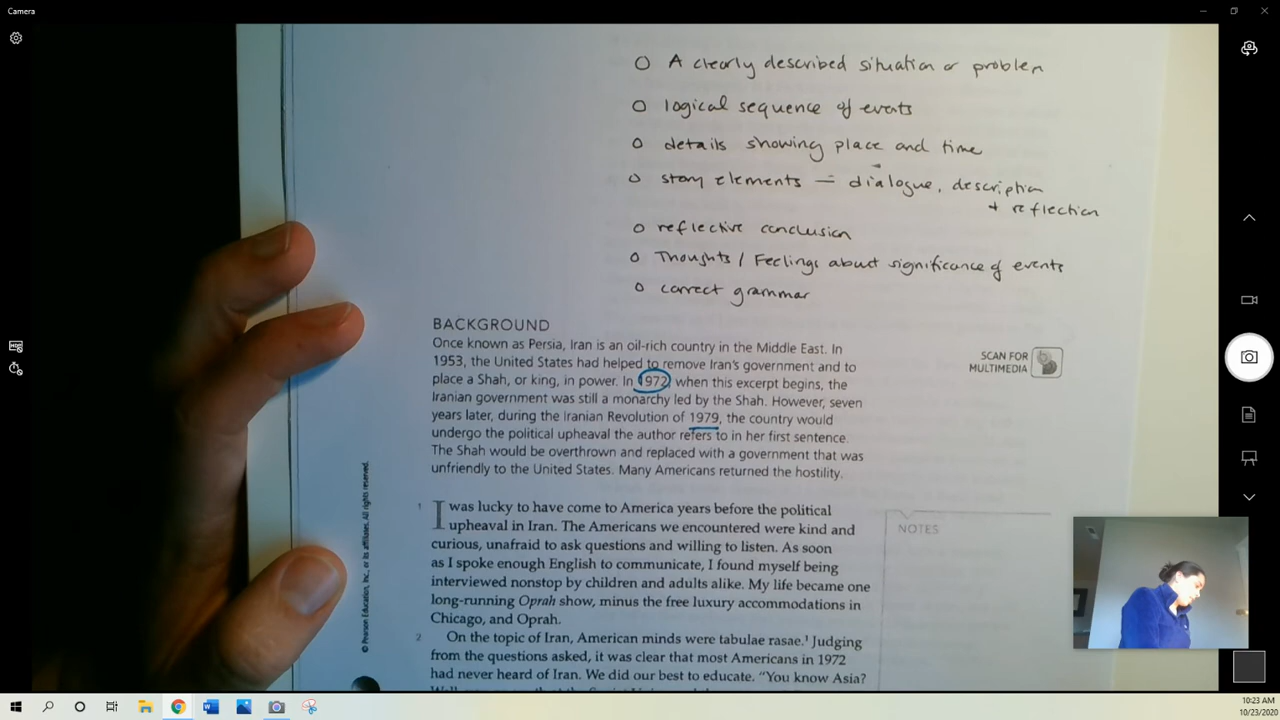 Camera
O A clearly described situation or problem
O logical sequence of events
O details showing place and time
O story elements — dialogue, description
+ reflection
O reflective conclusion
O Thoughts / Feelings about significance of events
O correct grammar
BACKGROUND
Once known as Persia, Iran is an oil-rich country in the Middle East. In
1953, the United States had helped to remove Iran's government and to
place a Shah, or king, in power. In 1972, when this excerpt begins, the
Iranian government was still a monarchy led by the Shah. However, seven
years later, during the Iranian Revolution of 1979, the country would
undergo the political upheaval the author refers to in her first sentence.
The Shah would be overthrown and replaced with a government that was
unfriendly to the United States. Many Americans returned the hostility.
SCAN FOR
MULTIMEDIA
© Pearson Education, Inc., or its affiliates. All rights reserved.
1 I was lucky to have come to America years before the political
upheaval in Iran. The Americans we encountered were kind and
curious, unafraid to ask questions and willing to listen. As soon
as I spoke enough English to communicate, I found myself being
interviewed nonstop by children and adults alike. My life became one
long-running Oprah show, minus the free luxury accommodations in
Chicago, and Oprah.
2 On the topic of Iran, American minds were tabulae rasae.¹ Judging
from the questions asked, it was clear that most Americans in 1972
had never heard of Iran. We did our best to educate. "You know Asia?
NOTES
10:23 AM
10/23/2020